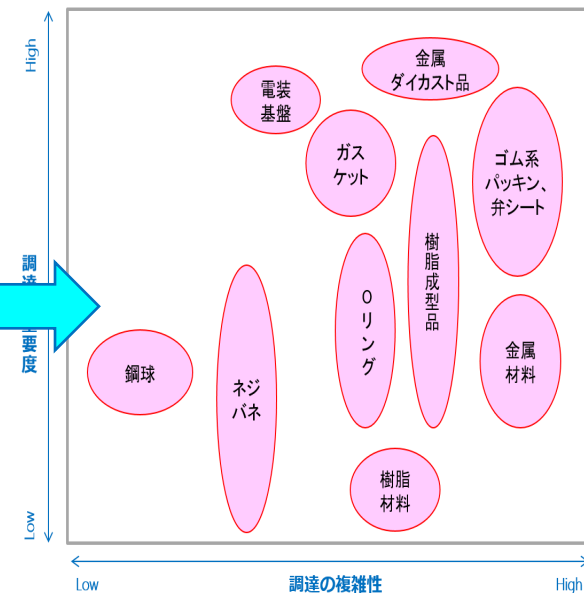 High
金属
ダイカスト品
電装
基盤
ガス
ケット
ゴム系
パッキン、
弁シート
樹脂成型品
調達
要度
Oリング
鋼球
ネジ
バネ
金属
材料
樹脂
材料
Low
Low
調達の複雑性
High